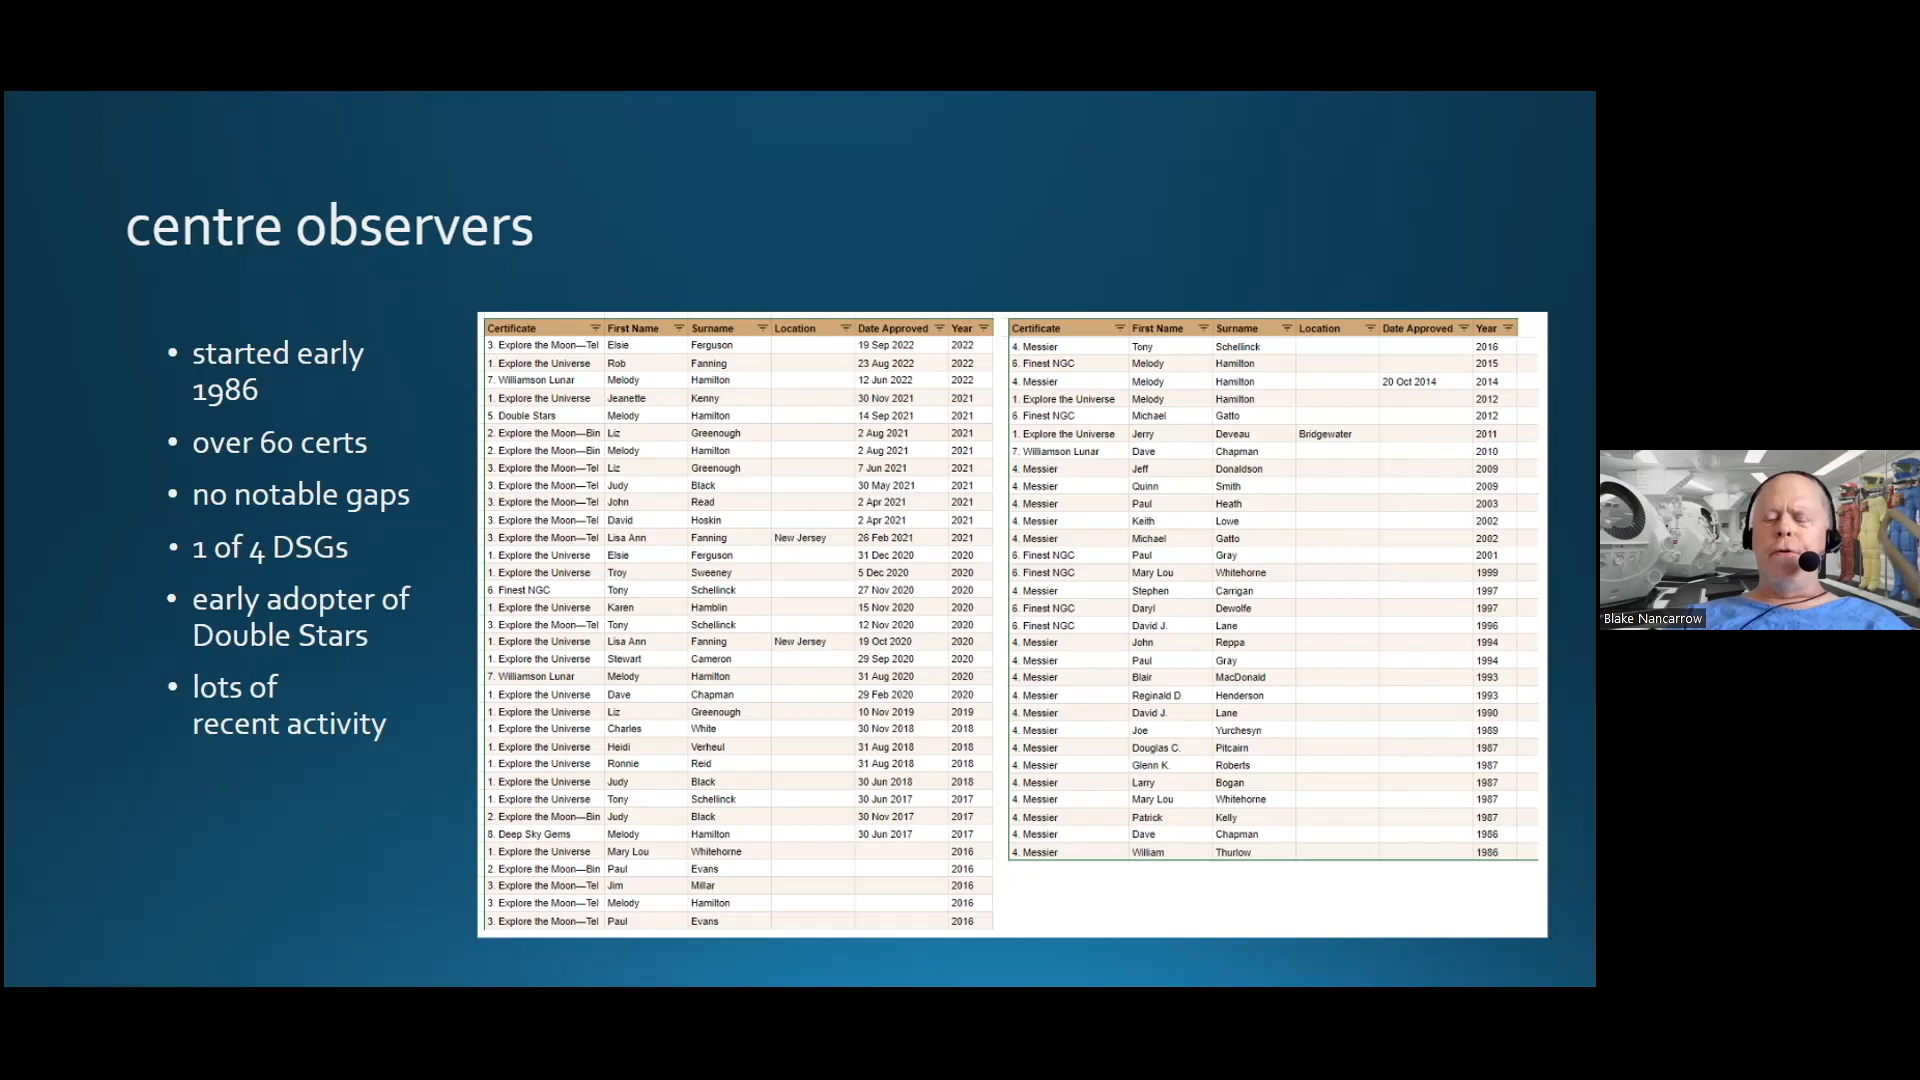 centre observers
• started early
1986
• over 60 certs
• no notable gaps
• 1 of 4 DSGs
• early adopter of
Double Stars
• lots of
recent activity
Certificate First Name Surname Location Date Approved Year
3. Explore the Moon—Tel Elsie Ferguson 19 Sep 2022 2022
1. Explore the Universe Rob Fanning 23 Aug 2022 2022
7. Williamson Lunar Melody Hamilton 12 Jun 2022 2022
1. Explore the Universe Jeanette Kenny 30 Nov 2021 2021
5. Double Stars Melody Hamilton 14 Sep 2021 2021
2. Explore the Moon—Bin Liz Greenough 2 Aug 2021 2021
2. Explore the Moon—Bin Melody Hamilton 2 Aug 2021 2021
3. Explore the Moon—Tel Liz Greenough 7 Jun 2021 2021
3. Explore the Moon—Tel Judy Black 30 May 2021 2021
3. Explore the Moon—Tel John Read 2 Apr 2021 2021
3. Explore the Moon—Tel David Hoskin 2 Apr 2021 2021
3. Explore the Moon—Tel Lisa Ann Fanning New Jersey 26 Feb 2021 2021
1. Explore the Universe Elsie Ferguson 31 Dec 2020 2020
1. Explore the Universe Troy Sweeney 5 Dec 2020 2020
6. Finest NGC Tony Schellinck 27 Nov 2020 2020
1. Explore the Universe Karen Hamblin 15 Nov 2020 2020
3. Explore the Moon—Tel Tony Schellinck 12 Nov 2020 2020
1. Explore the Universe Lisa Ann Fanning New Jersey 19 Oct 2020 2020
1. Explore the Universe Stewart Cameron 29 Sep 2020 2020
7. Williamson Lunar Melody Hamilton 31 Aug 2020 2020
1. Explore the Universe Dave Chapman 29 Feb 2020 2020
1. Explore the Universe Liz Greenough 10 Nov 2019 2019
1. Explore the Universe Charles White 30 Nov 2018 2018
1. Explore the Universe Heidi Verheul 31 Aug 2018 2018
1. Explore the Universe Ronnie Reid 31 Aug 2018 2018
1. Explore the Universe Judy Black 30 Jun 2018 2018
1. Explore the Universe Tony Schellinck 30 Jun 2017 2017
2. Explore the Moon—Bin Judy Black 30 Nov 2017 2017
8. Deep Sky Gems Melody Hamilton 30 Jun 2017 2017
1. Explore the Universe Mary Lou Whitehorne 2016
2. Explore the Moon—Bin Paul Evans 2016
3. Explore the Moon—Tel Jim Millar 2016
3. Explore the Moon—Tel Melody Hamilton 2016
3. Explore the Moon—Tel Paul Evans 2016
Certificate First Name Surname Location Date Approved Year
4. Messier Tony Schellinck 2016
6. Finest NGC Melody Hamilton 2015
4. Messier Melody Hamilton 20 Oct 2014 2014
1. Explore the Universe Melody Hamilton 2012
6. Finest NGC Michael Gatto 2012
1. Explore the Universe Jerry Deveau Bridgewater 2011
7. Williamson Lunar Dave Chapman 2010
4. Messier Jeff Donaldson 2009
4. Messier Quinn Smith 2009
4. Messier Paul Heath 2003
4. Messier Keith Lowe 2002
4. Messier Michael Gatto 2002
6. Finest NGC Paul Gray 2001
6. Finest NGC Mary Lou Whitehorne 1999
4. Messier Stephen Carrigan 1997
6. Finest NGC Daryl Dewolfe 1997
6. Finest NGC David J. Lane 1996
4. Messier John Reppa 1994
4. Messier Paul Gray 1994
4. Messier Blair MacDonald 1993
4. Messier Reginald D. Henderson 1993
4. Messier David J. Lane 1990
4. Messier Joe Yurchesyn 1989
4. Messier Douglas C. Pitcairn 1987
4. Messier Glenn K. Roberts 1987
4. Messier Larry Bogan 1987
4. Messier Mary Lou Whitehorne 1987
4. Messier Patrick Kelly 1987
4. Messier Dave Chapman 1986
4. Messier William Thurlow 1986
Blake Nancarrow